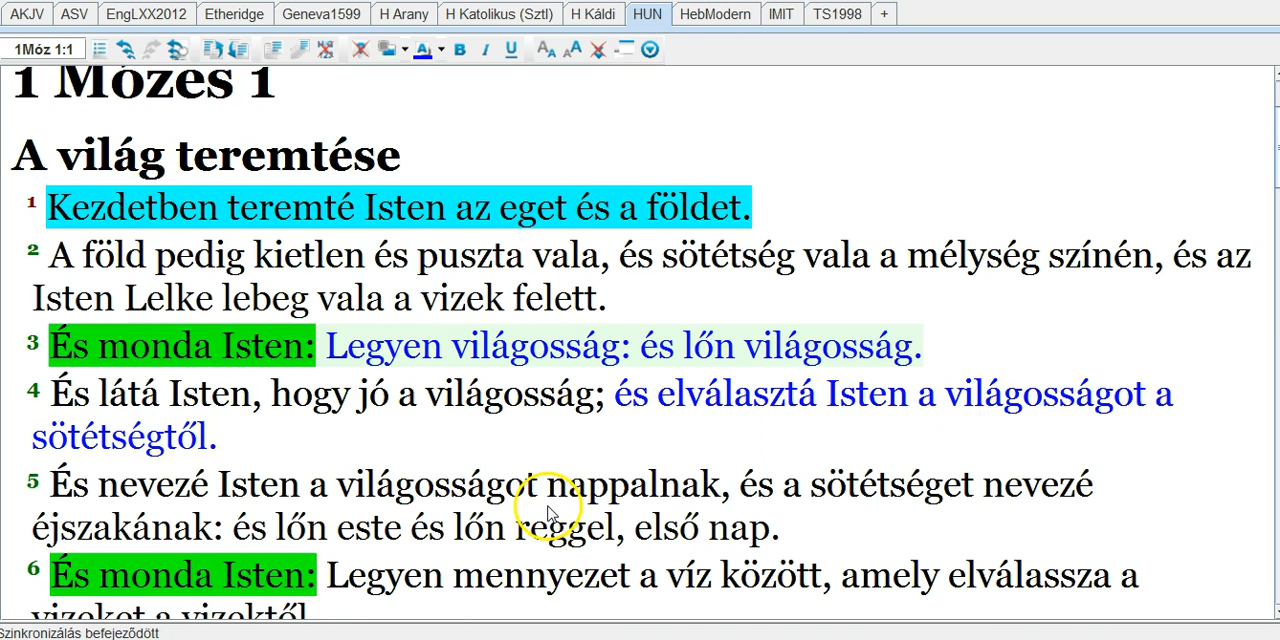 AKJV ASV EngLXX2012 Etheridge Geneva1599 H Arany H Katolikus (Sztl) H Káldi HUN HebModern IMIT TS1998 +
1Móz 1:1 A B I U A A A A
1 Mózes 1
A világ teremtése
1 Kezdetben teremté Isten az eget és a földet.
2 A föld pedig kietlen és puszta vala, és sötétség vala a mélység színén, és az
Isten Lelke lebeg vala a vizek felett.
3 És monda Isten: Legyen világosság: és lőn világosság.
4 És látá Isten, hogy jó a világosság; és elválasztá Isten a világosságot a
sötétségtől.
5 És nevezé Isten a világosságot nappalnak, és a sötétséget nevezé
éjszakának: és lőn este és lőn reggel, első nap.
6 És monda Isten: Legyen mennyezet a víz között, amely elválassza a
vizeket a vizektől.
Szinkronizálás befejeződött